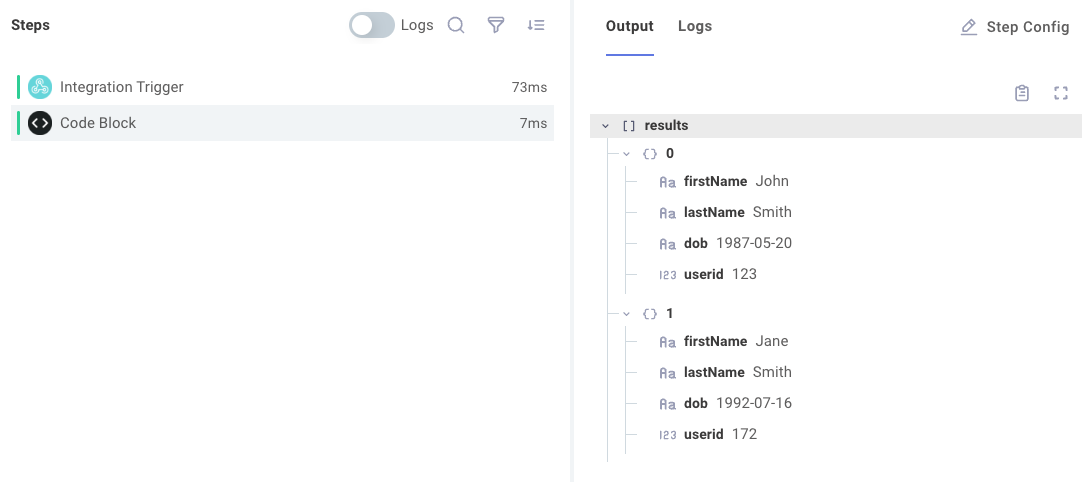 Steps
Logs
Integration Trigger 73ms
Code Block 7ms
Output Logs Step Config
[] results
{} 0
Aa firstName John
Aa lastName Smith
Aa dob 1987-05-20
123 userid 123
{} 1
Aa firstName Jane
Aa lastName Smith
Aa dob 1992-07-16
123 userid 172